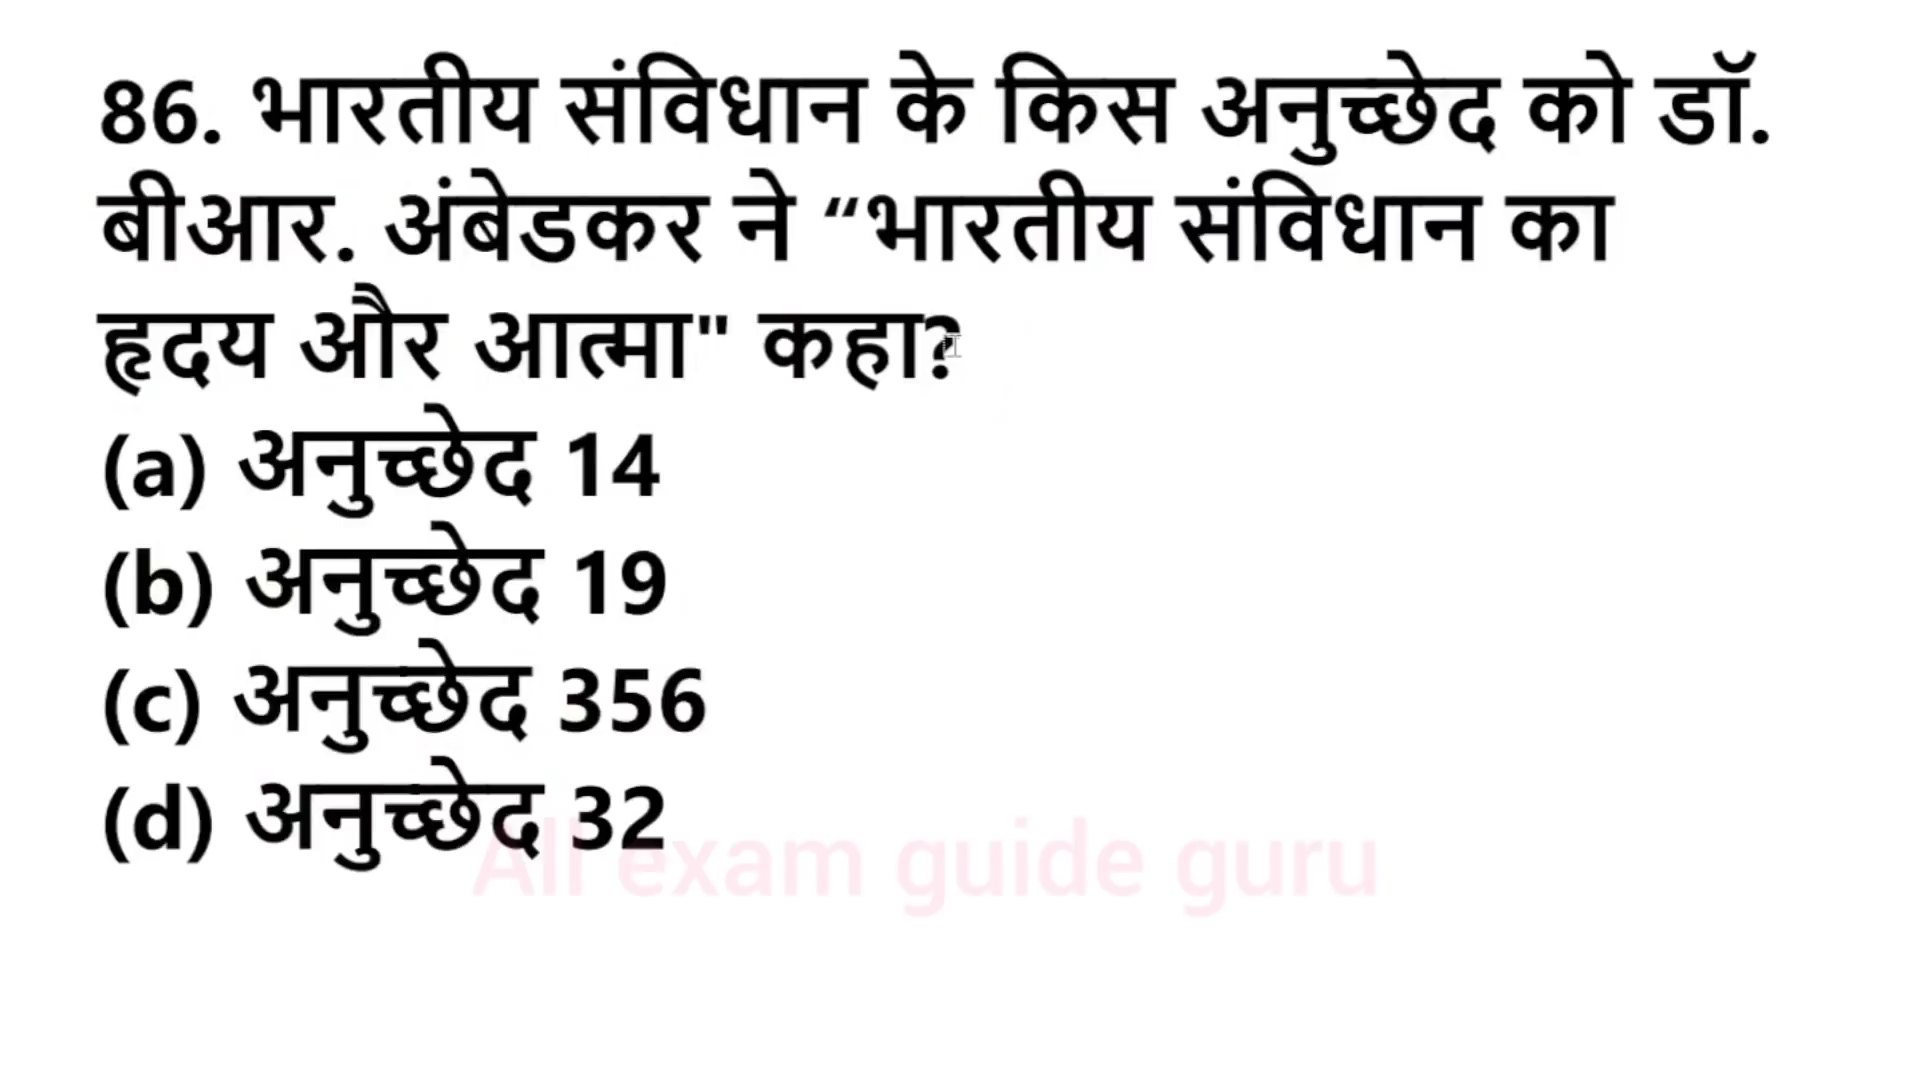 86. भारतीय संविधान के किस अनुच्छेद को डॉ.
बीआर. अंबेडकर ने “भारतीय संविधान का
हृदय और आत्मा" कहा?
(a) अनुच्छेद 14
(b) अनुच्छेद 19
(c) अनुच्छेद 356
(d) अनुच्छेद 32
All exam guide guru